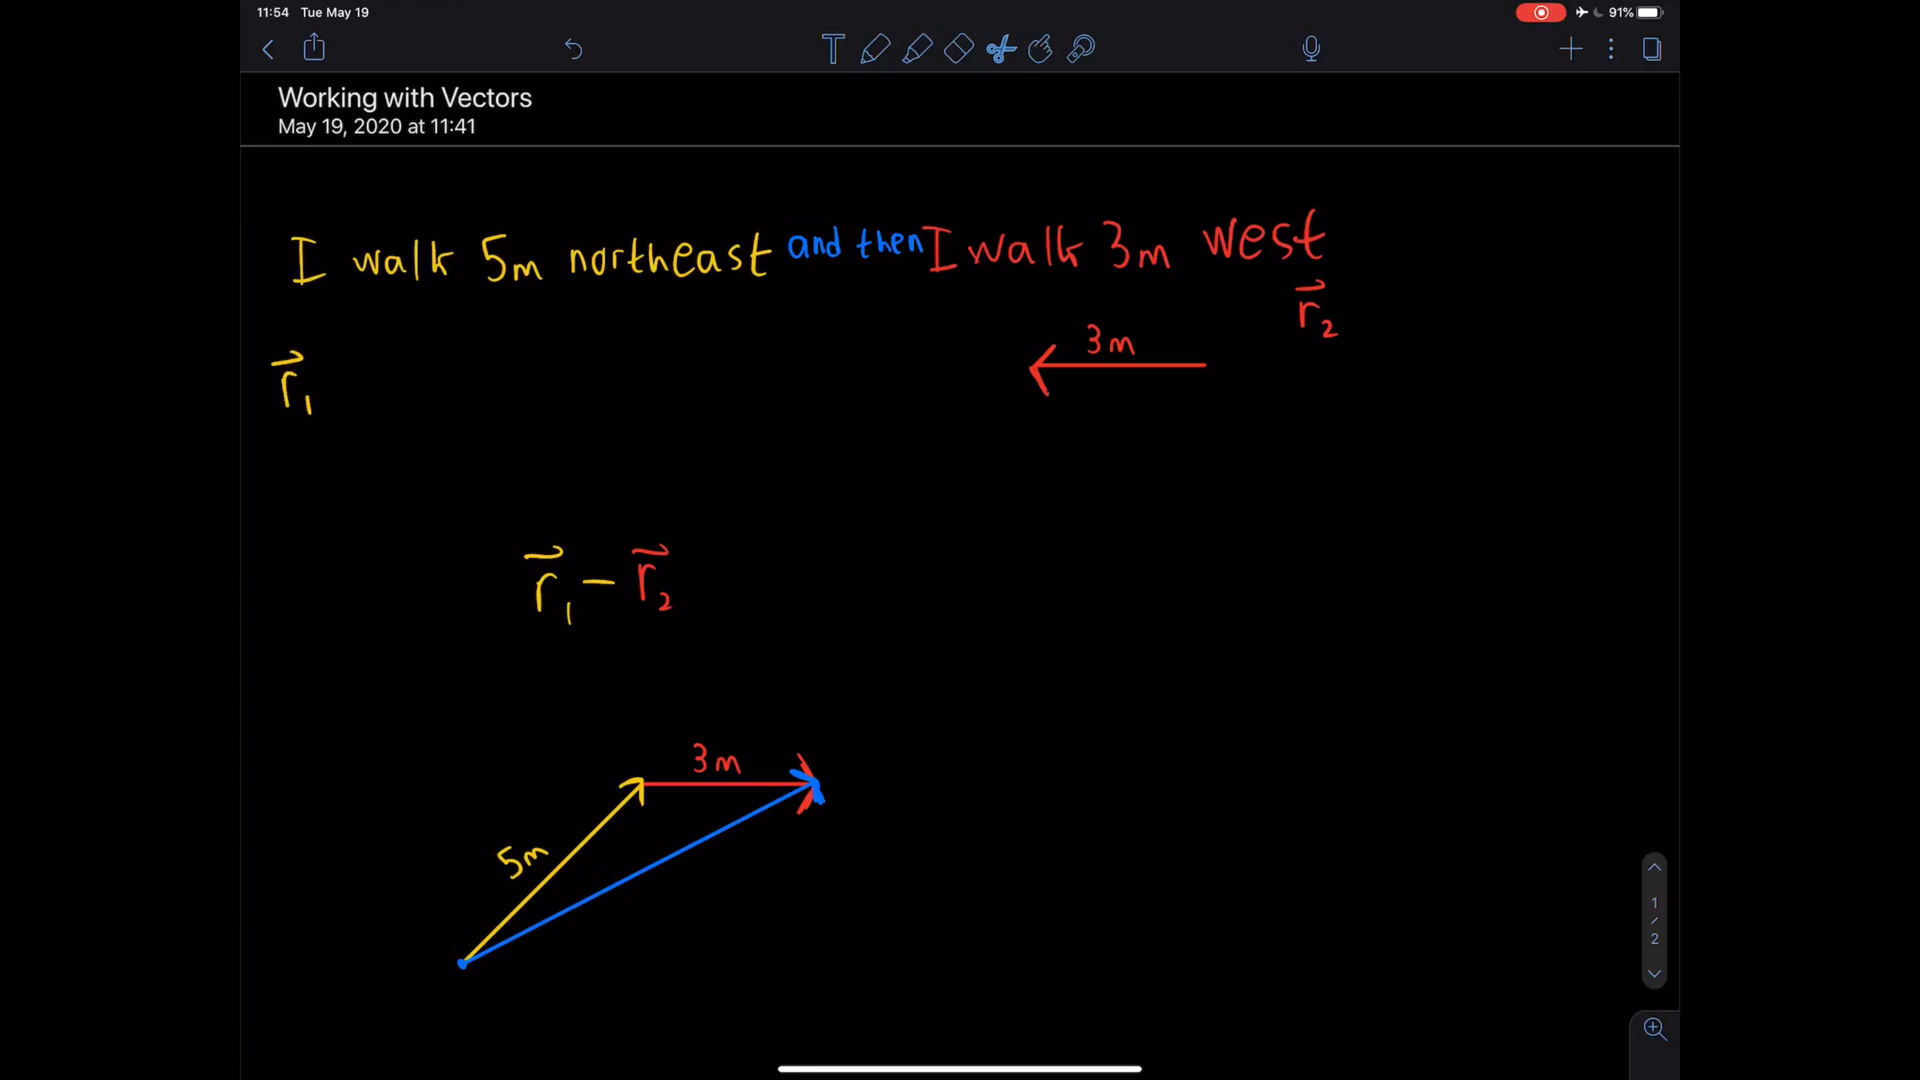 11:54 Tue May 19 91%
T
Working with Vectors
May 19, 2020 at 11:41
I walk 5m northeast and then I walk 3m west
r⃗₂
3m
r⃗₁
r⃗₁ − r⃗₂
3m
5m
1
/
2